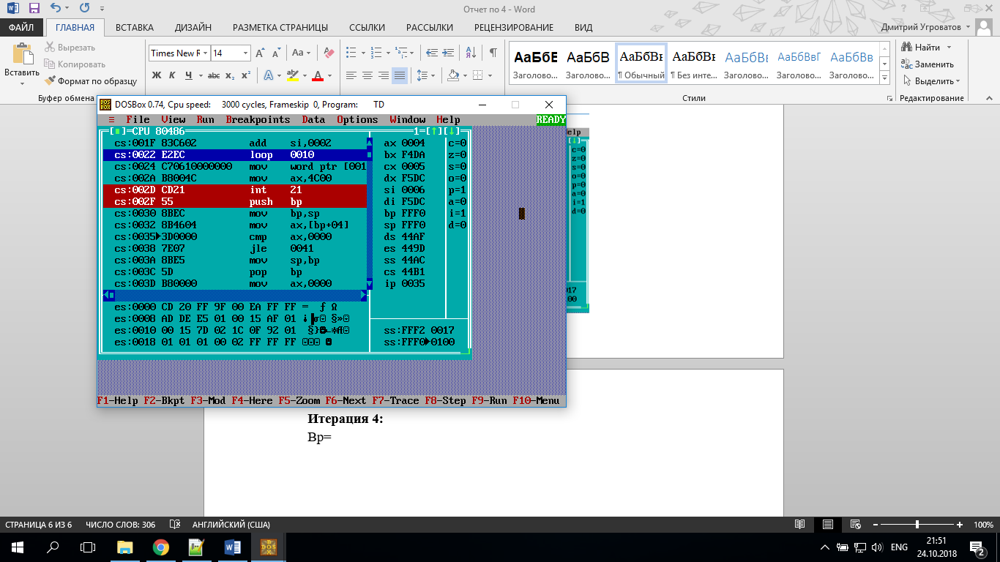 Отчет по 4 - Word
ФАЙЛ ГЛАВНАЯ ВСТАВКА ДИЗАЙН РАЗМЕТКА СТРАНИЦЫ ССЫЛКИ РАССЫЛКИ РЕЦЕНЗИРОВАНИЕ ВИД Дмитрий Угроватов
Вставить
Вырезать
Копировать
Формат по образцу
Буфер обмена
Times New R 14
Ж К Ч abc x₂ x²
АаБбВ АаБбВ АаБбВв АаБбВв АаБбВв АаБбВвГ АаБбВв
Заголово... Заголово... ¶ Обычный ¶ Без инте... Заголово... Заголово... Заголово...
Стили
Найти
Заменить
Выделить
Редактирование
DOSBox 0.74, Cpu speed: 3000 cycles, Frameskip 0, Program: TD
≡ File View Run Breakpoints Data Options Window Help READY
[■]=CPU 80486 1=[↑][↓]
cs:001F 83C602 add si,0002
cs:0022 E2EC loop 0010
cs:0024 C70610000000 mov word ptr [001
cs:002A B8004C mov ax,4C00
cs:002D CD21 int 21
cs:002F 55 push bp
cs:0030 8BEC mov bp,sp
cs:0032 8B4604 mov ax,[bp+04]
cs:0035►3D0000 cmp ax,0000
cs:0038 7E07 jle 0041
cs:003A 8BE5 mov sp,bp
cs:003C 5D pop bp
cs:003D B80000 mov ax,0000
ax 0004 c=0
bx F4DA z=0
cx 0005 s=0
dx F5DC o=0
si 0006 p=1
di F5DC a=0
bp FFF0 i=1
sp FFF0 d=0
ds 44AF
es 449D
ss 44AC
cs 44B1
ip 0035
es:0000 CD 20 FF 9F 00 EA FF FF = ƒ Ω
es:0008 AD DE E5 01 00 15 AF 01
es:0010 00 15 7D 02 1C 0F 92 01
es:0018 01 01 01 00 02 FF FF FF
ss:FFF2 0017
ss:FFF0►0100
F1-Help F2-Bkpt F3-Mod F4-Here F5-Zoom F6-Next F7-Trace F8-Step F9-Run F10-Menu
elp
[↓]
c=0
z=0
s=0
o=0
p=0
a=0
i=1
d=0
17
00
Итерация 4:
Bp=
СТРАНИЦА 6 ИЗ 6 ЧИСЛО СЛОВ: 306 АНГЛИЙСКИЙ (США) 100%
ENG
21:51
24.10.2018
2